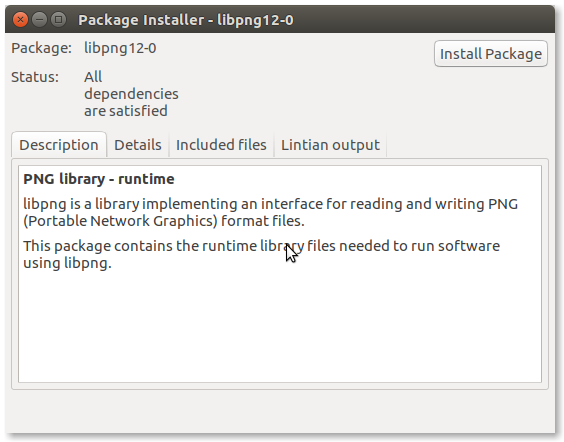 Package Installer - libpng12-0
Package: libpng12-0
Install Package
Status: All
dependencies
are satisfied
Description Details Included files Lintian output
PNG library - runtime
libpng is a library implementing an interface for reading and writing PNG
(Portable Network Graphics) format files.
This package contains the runtime library files needed to run software
using libpng.